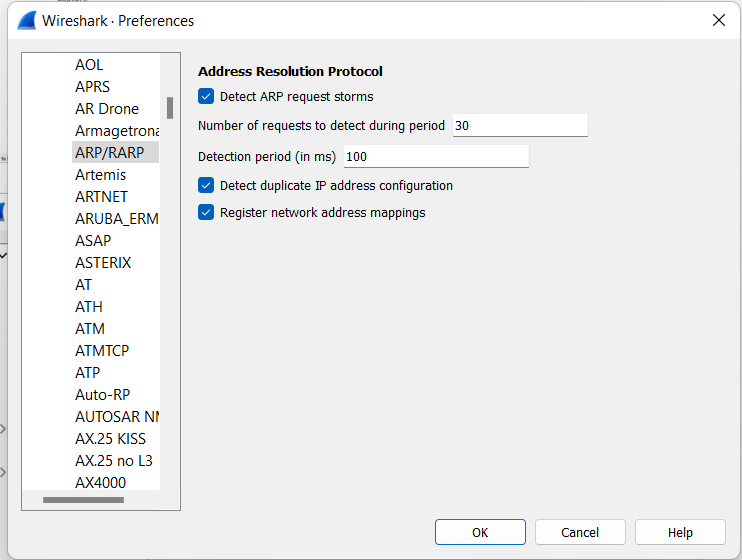 Wireshark · Preferences
AOL
APRS
AR Drone
Armagetrona
ARP/RARP
Artemis
ARTNET
ARUBA_ERM
ASAP
ASTERIX
AT
ATH
ATM
ATMTCP
ATP
Auto-RP
AUTOSAR NM
AX.25 KISS
AX.25 no L3
AX4000
Address Resolution Protocol
Detect ARP request storms
Number of requests to detect during period 30
Detection period (in ms) 100
Detect duplicate IP address configuration
Register network address mappings
OK Cancel Help